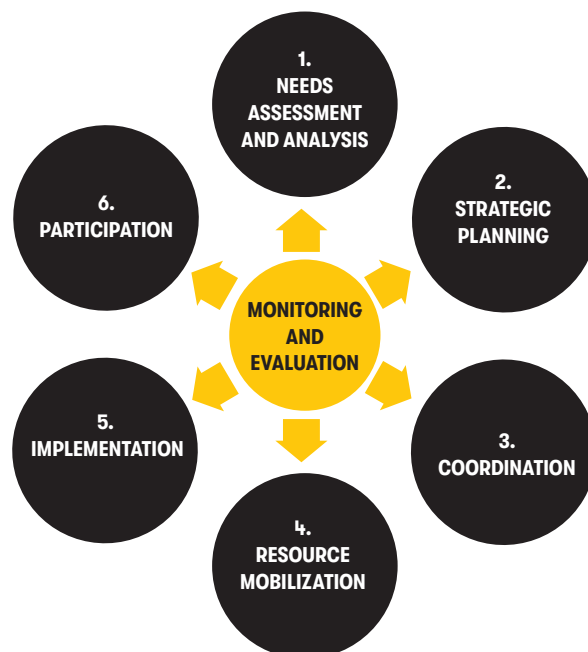 1.
NEEDS
ASSESSMENT
AND ANALYSIS
2.
STRATEGIC
PLANNING
3.
COORDINATION
4.
RESOURCE
MOBILIZATION
5.
IMPLEMENTATION
6.
PARTICIPATION
MONITORING
AND
EVALUATION